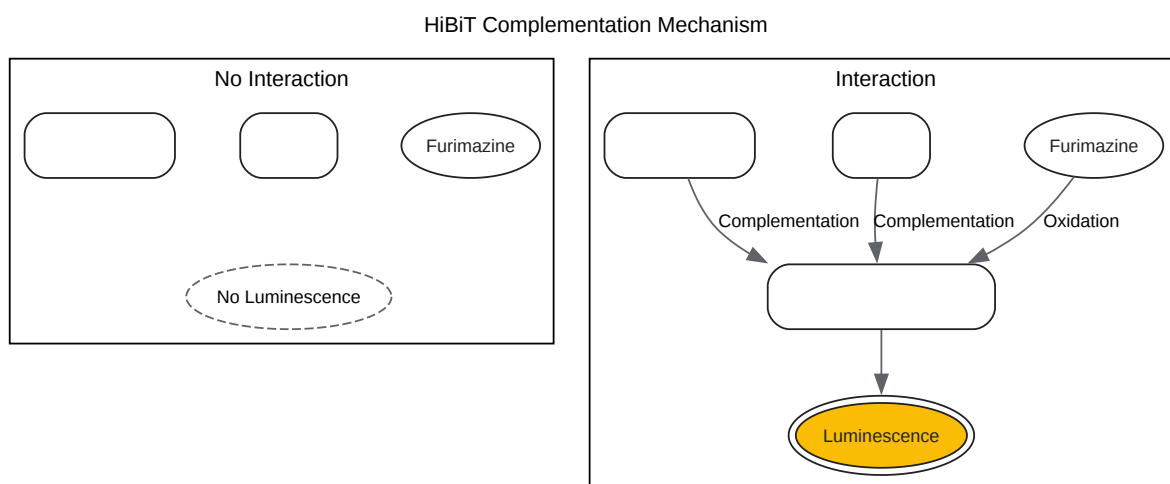 HiBiT Complementation Mechanism
No Interaction
Furimazine
No Luminescence
Interaction
Furimazine
Complementation
Complementation
Oxidation
Luminescence